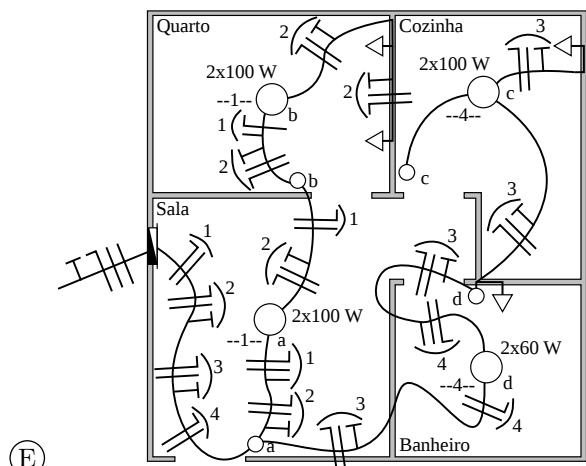 Quarto
2
Cozinha
3
2x100 W
2x100 W
--1--
b
2
c
--4--
1
2
b
c
Sala
1
3
1
2
3
2
d
2x100 W
--1--
a
4
2x60 W
1
3
--4--
d
2
4
3
4
a
Banheiro
E